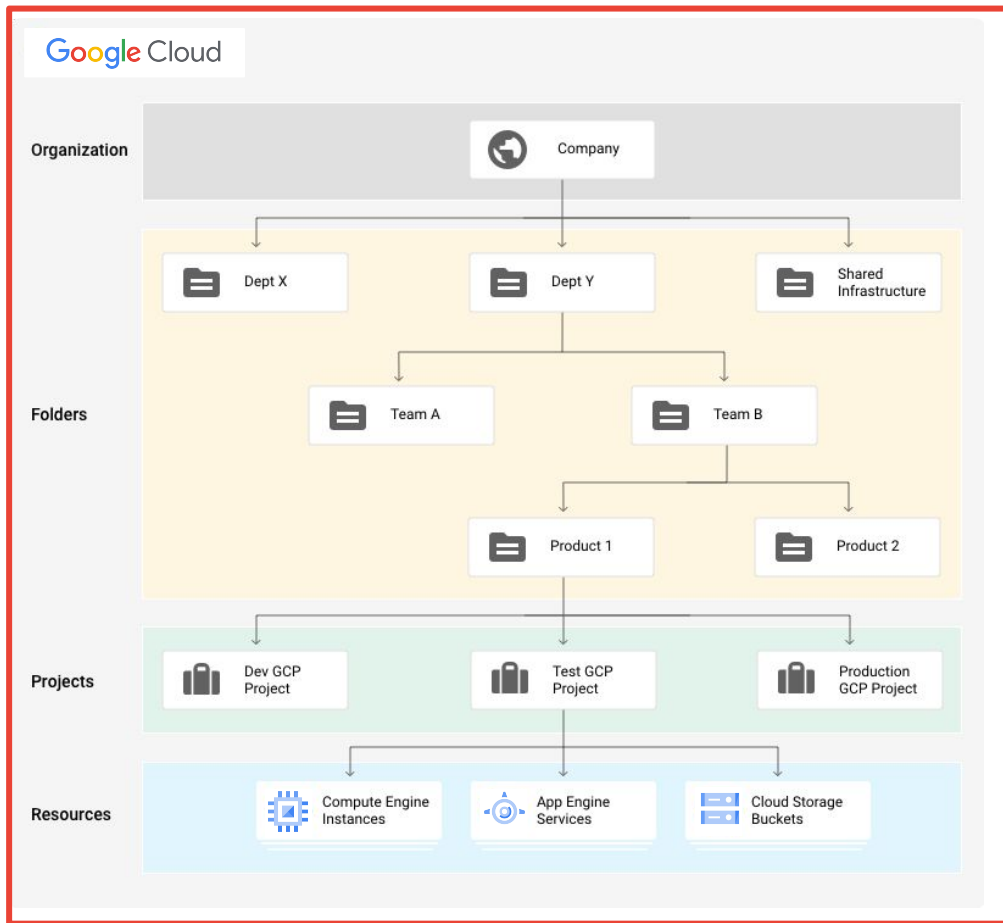 Google Cloud
Organization
Company
Dept X
Dept Y
Shared
Infrastructure
Folders
Team A
Team B
Product 1
Product 2
Projects
Dev GCP
Project
Test GCP
Project
Production
GCP Project
Resources
Compute Engine
Instances
App Engine
Services
Cloud Storage
Buckets